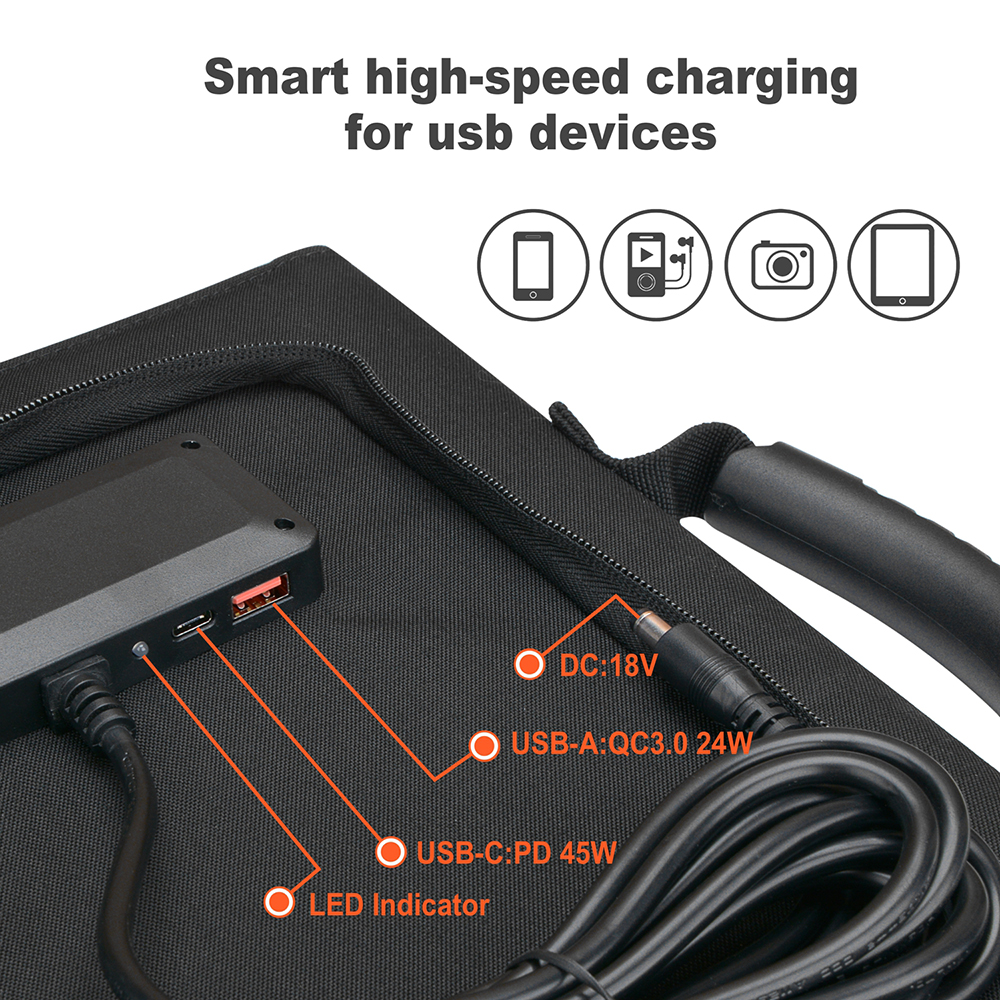 Smart high-speed charging
for usb devices
DC:18V
USB-A:QC3.0 24W
USB-C:PD 45W
LED Indicator